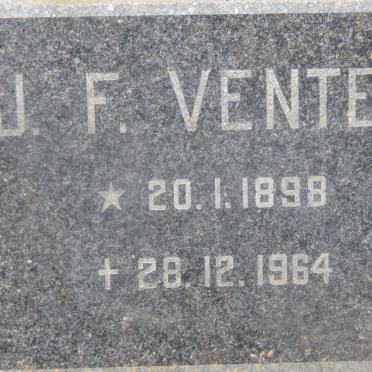 J. F. VENTE
★ 20.1.1898
✝ 28.12.1964